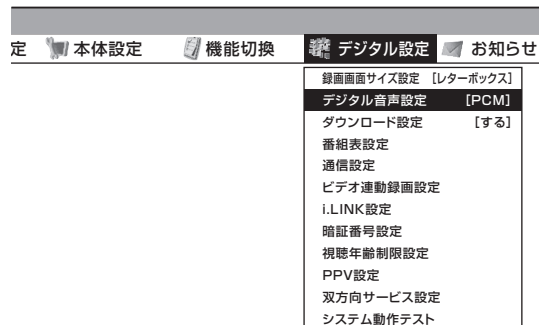 定 本体設定 機能切換 デジタル設定 お知らせ
録画画面サイズ設定 [レターボックス]
デジタル音声設定 [PCM]
ダウンロード設定 [する]
番組表設定
通信設定
ビデオ連動録画設定
i.LINK設定
暗証番号設定
視聴年齢制限設定
PPV設定
双方向サービス設定
システム動作テスト